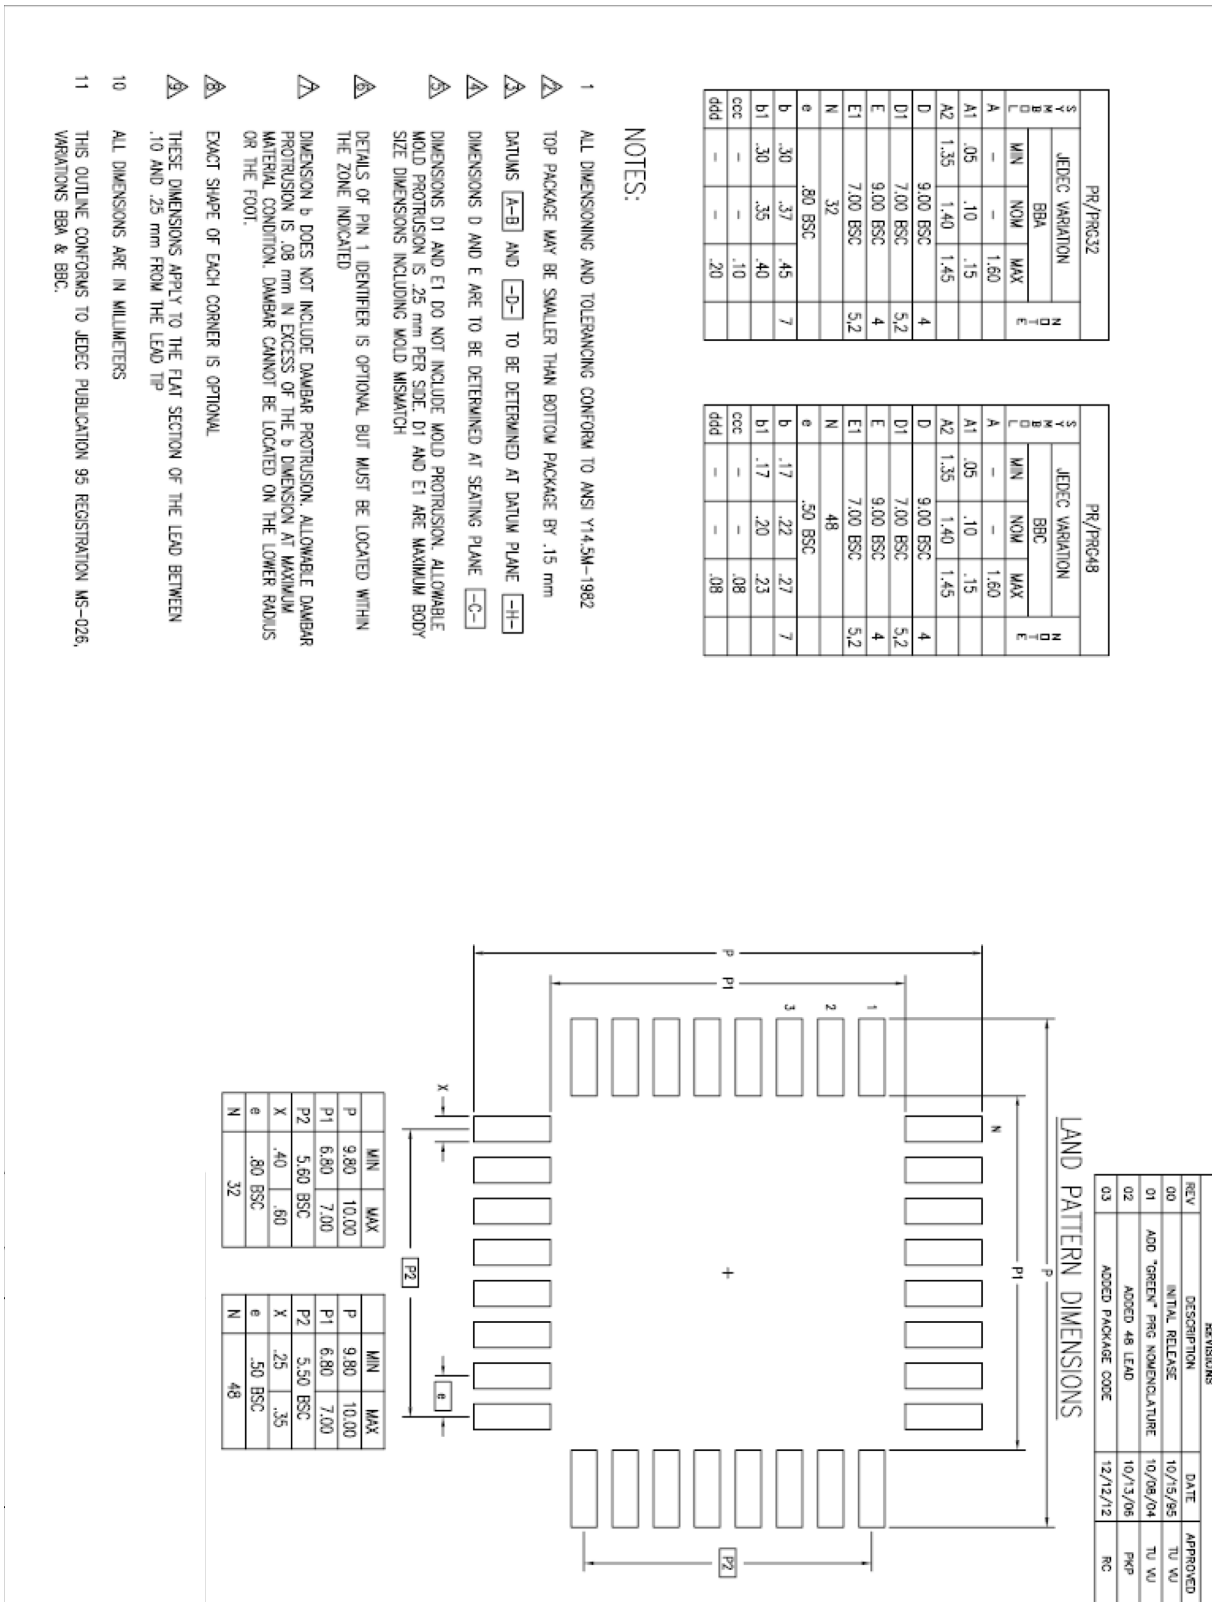 REVISIONS
REV DESCRIPTION DATE APPROVED
00 INITIAL RELEASE 10/15/95 TU VU
01 ADD "GREEN" PRG NOMENCLATURE 10/08/04 TU VU
02 ADDED 48 LEAD 10/13/06 PKP
03 ADDED PACKAGE CODE 12/12/12 RC
PR/PRG32
SYMBOL JEDEC VARIATION NOTE
BBA
MIN NOM MAX
A – – 1.60
A1 .05 .10 .15
A2 1.35 1.40 1.45
D 9.00 BSC 4
D1 7.00 BSC 5,2
E 9.00 BSC 4
E1 7.00 BSC 5,2
N 32
e .80 BSC
b .30 .37 .45 7
b1 .30 .35 .40
ccc – – .10
ddd – – .20
PR/PRG48
SYMBOL JEDEC VARIATION NOTE
BBC
MIN NOM MAX
A – – 1.60
A1 .05 .10 .15
A2 1.35 1.40 1.45
D 9.00 BSC 4
D1 7.00 BSC 5,2
E 9.00 BSC 4
E1 7.00 BSC 5,2
N 48
e .50 BSC
b .17 .22 .27 7
b1 .17 .20 .23
ccc – – .08
ddd – – .08
LAND PATTERN DIMENSIONS
P
P1
N
1
2
3
P
P1
P2
X
e
P2
MIN MAX
P 9.80 10.00
P1 6.80 7.00
P2 5.60 BSC
X .40 .60
e .80 BSC
N 32
MIN MAX
P 9.80 10.00
P1 6.80 7.00
P2 5.50 BSC
X .25 .35
e .50 BSC
N 48
NOTES:
1 ALL DIMENSIONING AND TOLERANCING CONFORM TO ANSI Y14.5M–1982
2 TOP PACKAGE MAY BE SMALLER THAN BOTTOM PACKAGE BY .15 mm
3 DATUMS A–B AND –D– TO BE DETERMINED AT DATUM PLANE –H–
4 DIMENSIONS D AND E ARE TO BE DETERMINED AT SEATING PLANE –C–
5 DIMENSIONS D1 AND E1 DO NOT INCLUDE MOLD PROTRUSION. ALLOWABLE
MOLD PROTRUSION IS .25 mm PER SIDE. D1 AND E1 ARE MAXIMUM BODY
SIZE DIMENSIONS INCLUDING MOLD MISMATCH
6 DETAILS OF PIN 1 IDENTIFIER IS OPTIONAL BUT MUST BE LOCATED WITHIN
THE ZONE INDICATED
7 DIMENSION b DOES NOT INCLUDE DAMBAR PROTRUSION. ALLOWABLE DAMBAR
PROTRUSION IS .08 mm IN EXCESS OF THE b DIMENSION AT MAXIMUM
MATERIAL CONDITION. DAMBAR CANNOT BE LOCATED ON THE LOWER RADIUS
OR THE FOOT.
8 EXACT SHAPE OF EACH CORNER IS OPTIONAL
9 THESE DIMENSIONS APPLY TO THE FLAT SECTION OF THE LEAD BETWEEN
.10 AND .25 mm FROM THE LEAD TIP
10 ALL DIMENSIONS ARE IN MILLIMETERS
11 THIS OUTLINE CONFORMS TO JEDEC PUBLICATION 95 REGISTRATION MS–026,
VARIATIONS BBA & BBC.